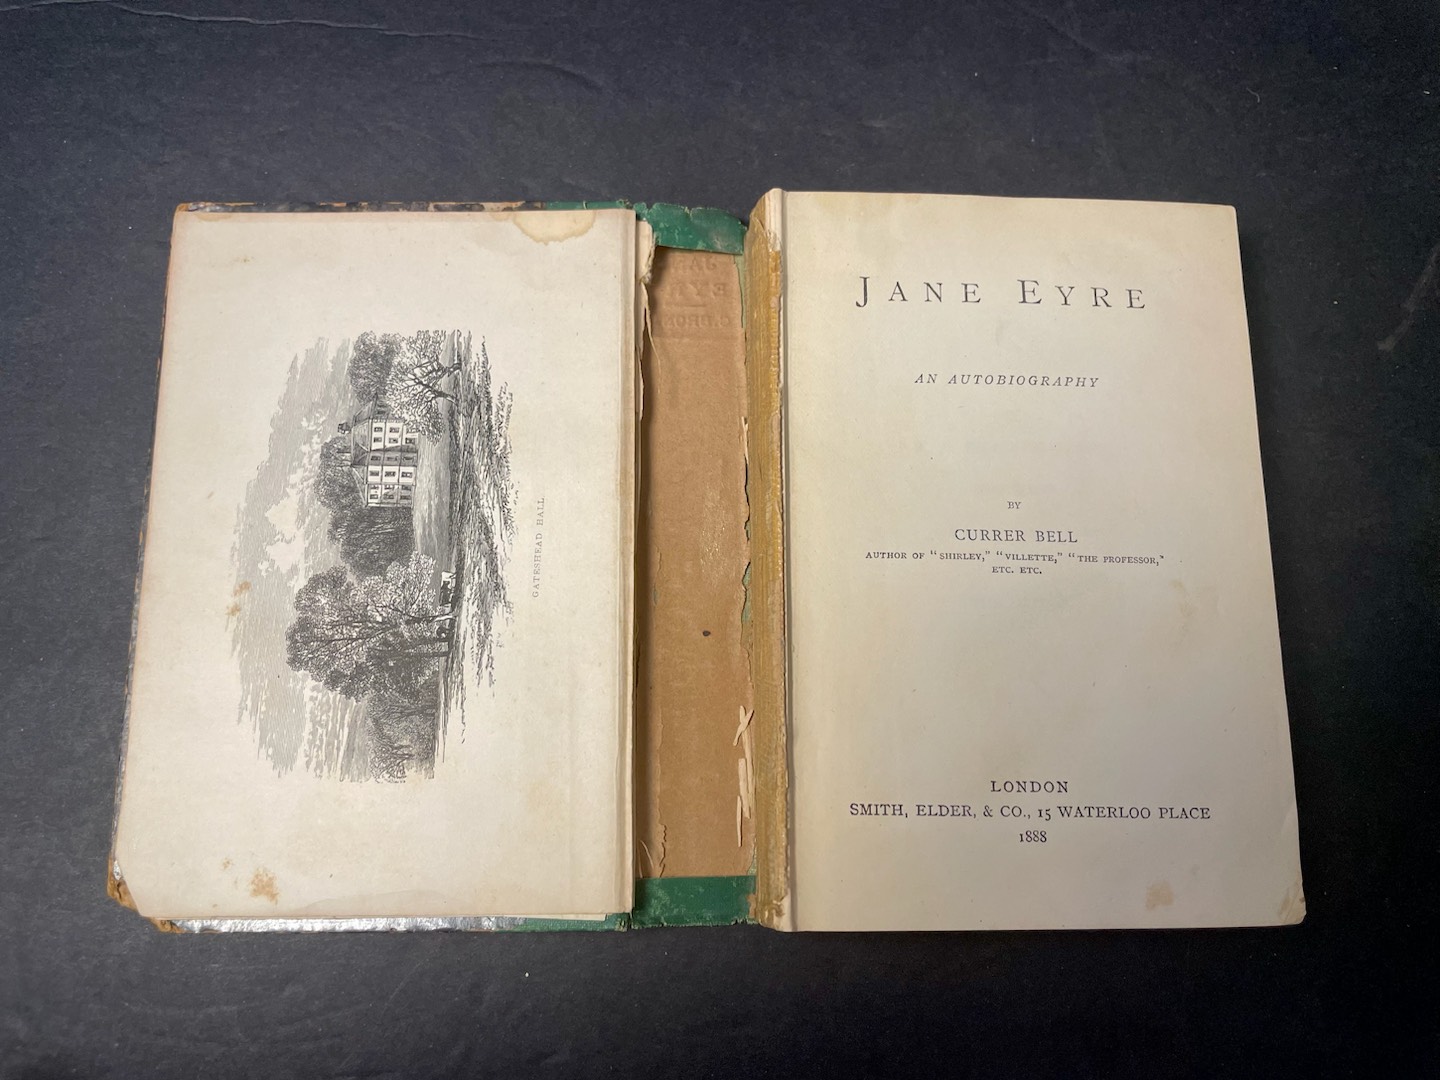 GATESHEAD HALL
JANE EYRE
AN AUTOBIOGRAPHY
BY
CURRER BELL
AUTHOR OF "SHIRLEY," "VILLETTE," "THE PROFESSOR,"
ETC. ETC.
LONDON
SMITH, ELDER, & CO., 15 WATERLOO PLACE
1888